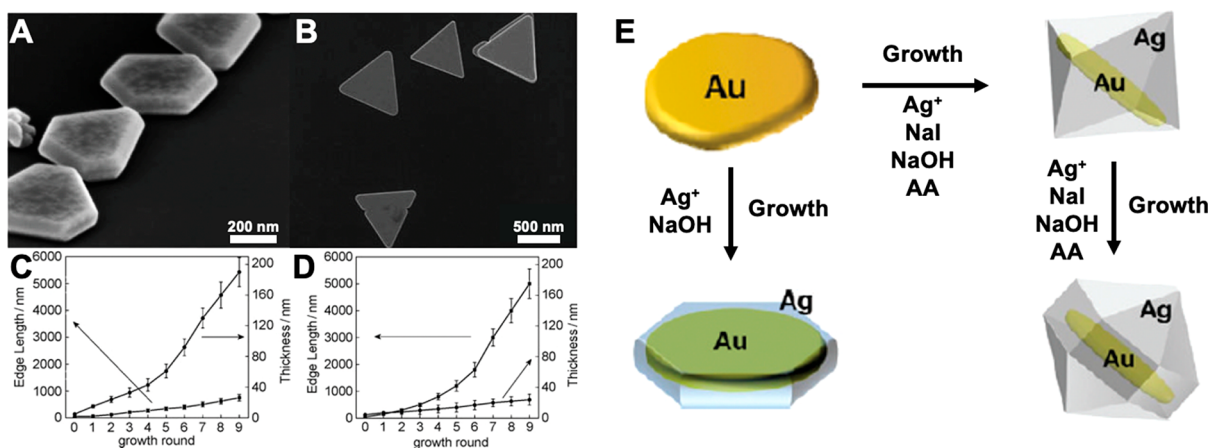 A
200 nm
B
500 nm
C
6000
5000
4000
3000
2000
1000
0
Edge Length / nm
200
160
120
80
40
0
Thickness / nm
0 1 2 3 4 5 6 7 8 9
growth round
D
6000
5000
4000
3000
2000
1000
0
Edge Length / nm
200
160
120
80
40
0
Thickness / nm
0 1 2 3 4 5 6 7 8 9
growth round
E
Au
Growth
Ag⁺
NaI
NaOH
AA
Ag
Au
Ag⁺
NaOH
Growth
Ag⁺
NaI
NaOH
AA
Growth
Ag
Au
Ag
Au